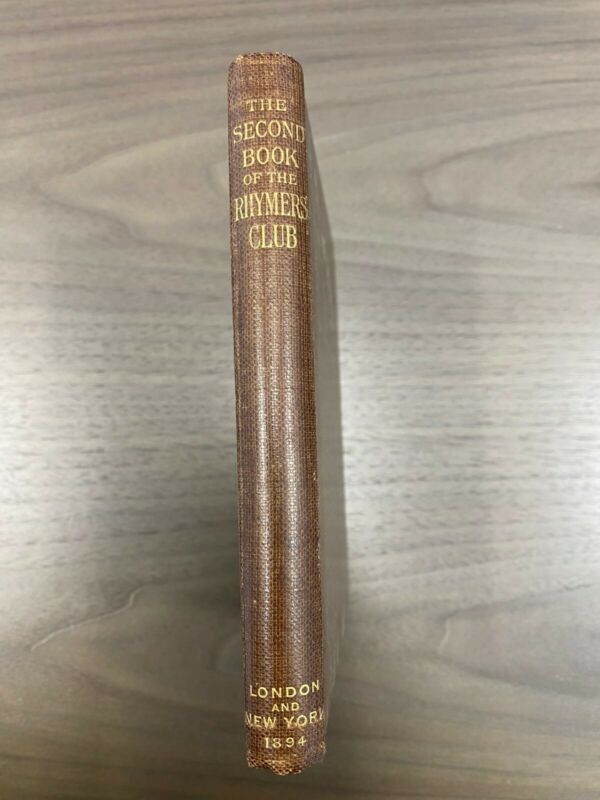 THE
SECOND
BOOK
OF THE
RHYMERS'
CLUB
LONDON
AND
NEW YORK
1894